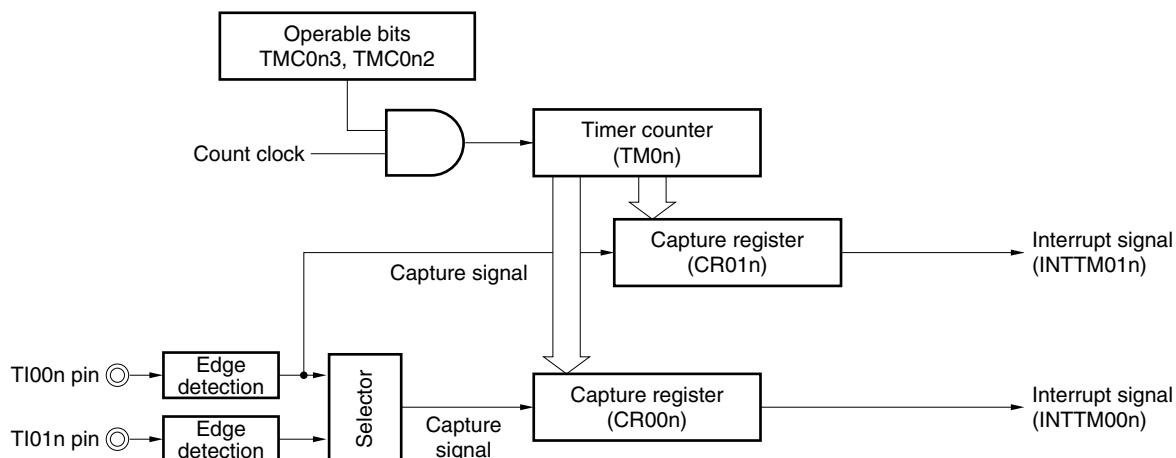 Operable bits
TMC0n3, TMC0n2
Count clock
Timer counter
(TM0n)
Capture register
(CR01n)
Interrupt signal
(INTTM01n)
Capture signal
TI00n pin
Edge
detection
Selector
Capture register
(CR00n)
Interrupt signal
(INTTM00n)
TI01n pin
Edge
detection
Capture
signal